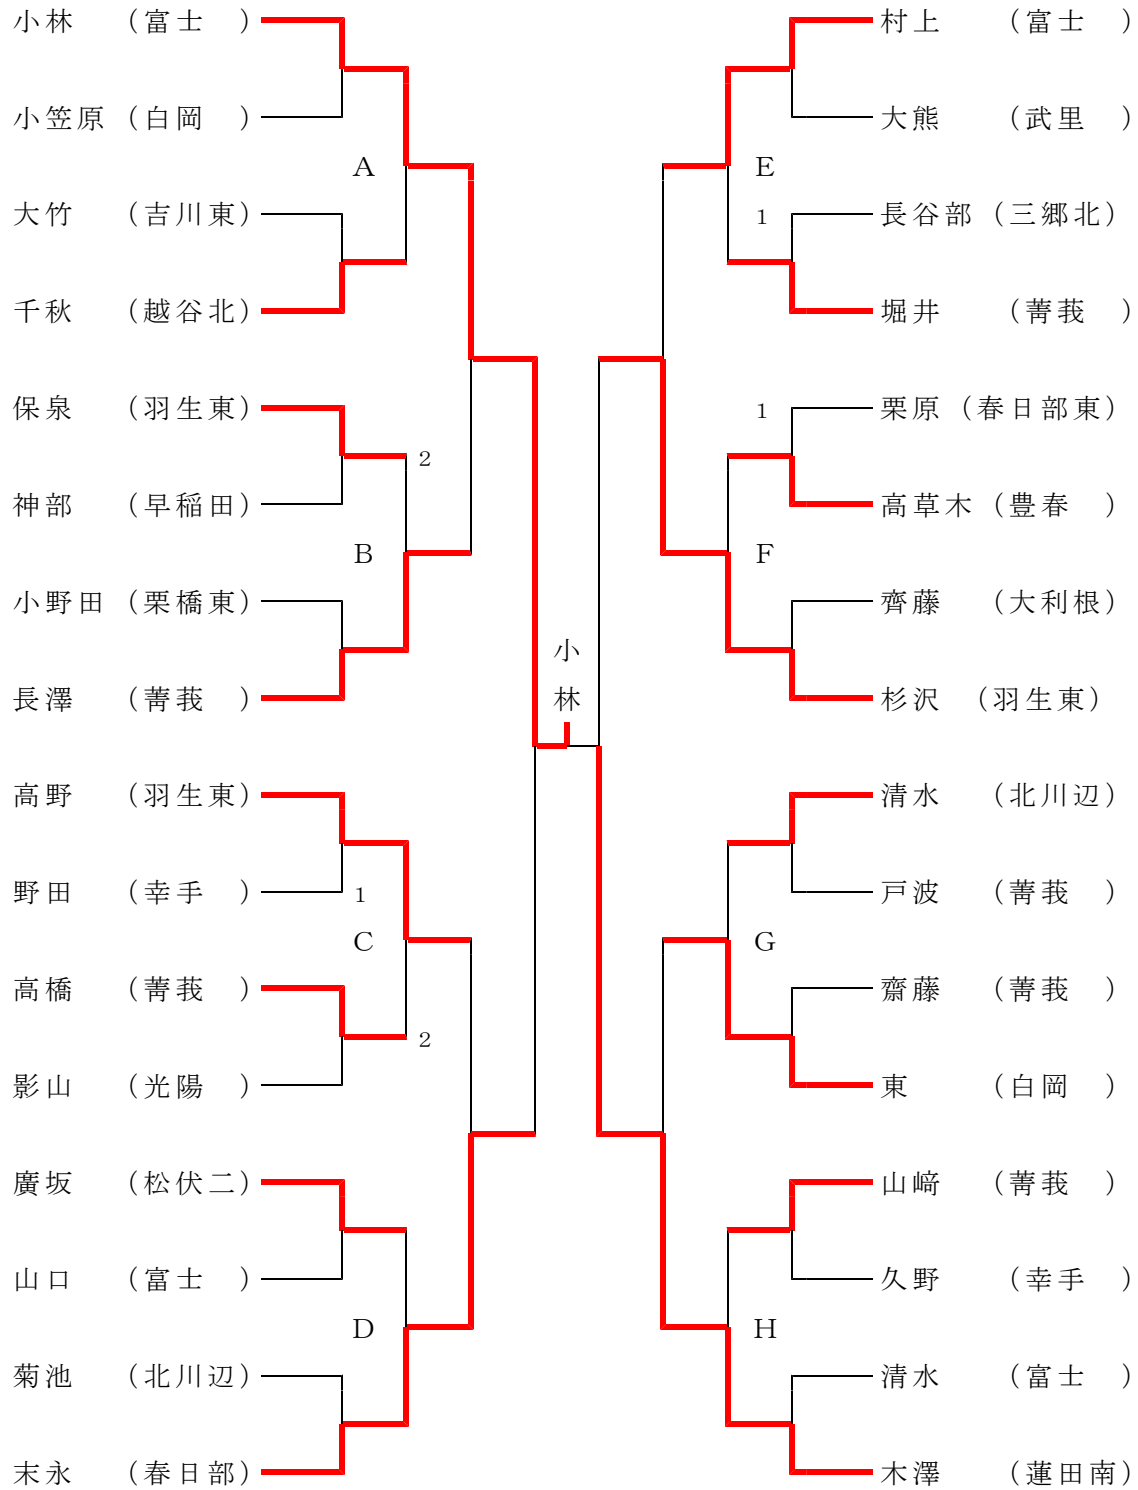 小林　（富士　）
小笠原（白岡　）
A
大竹　（吉川東）
千秋　（越谷北）
保泉　（羽生東）
2
神部　（早稲田）
B
小野田（栗橋東）
長澤　（菁莪　）
高野　（羽生東）
野田　（幸手　）
1
C
高橋　（菁莪　）
2
影山　（光陽　）
廣坂　（松伏二）
山口　（富士　）
D
菊池　（北川辺）
末永　（春日部）
小
林
村上　（富士　）
大熊　（武里　）
E
1
長谷部（三郷北）
堀井　（菁莪　）
1
栗原（春日部東）
高草木（豊春　）
F
齊藤　（大利根）
杉沢　（羽生東）
清水　（北川辺）
戸波　（菁莪　）
G
齋藤　（菁莪　）
東　（白岡　）
山﨑　（菁莪　）
久野　（幸手　）
H
清水　（富士　）
木澤　（蓮田南）